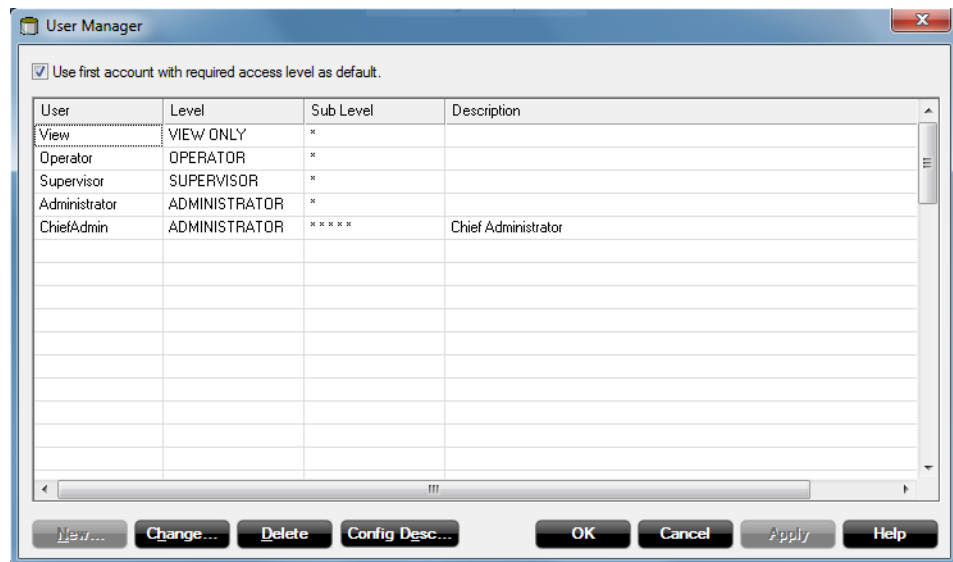 User Manager
Use first account with required access level as default.
User Level Sub Level Description
View VIEW ONLY *
Operator OPERATOR *
Supervisor SUPERVISOR *
Administrator ADMINISTRATOR *
ChiefAdmin ADMINISTRATOR * * * * * Chief Administrator
New... Change... Delete Config Desc... OK Cancel Apply Help